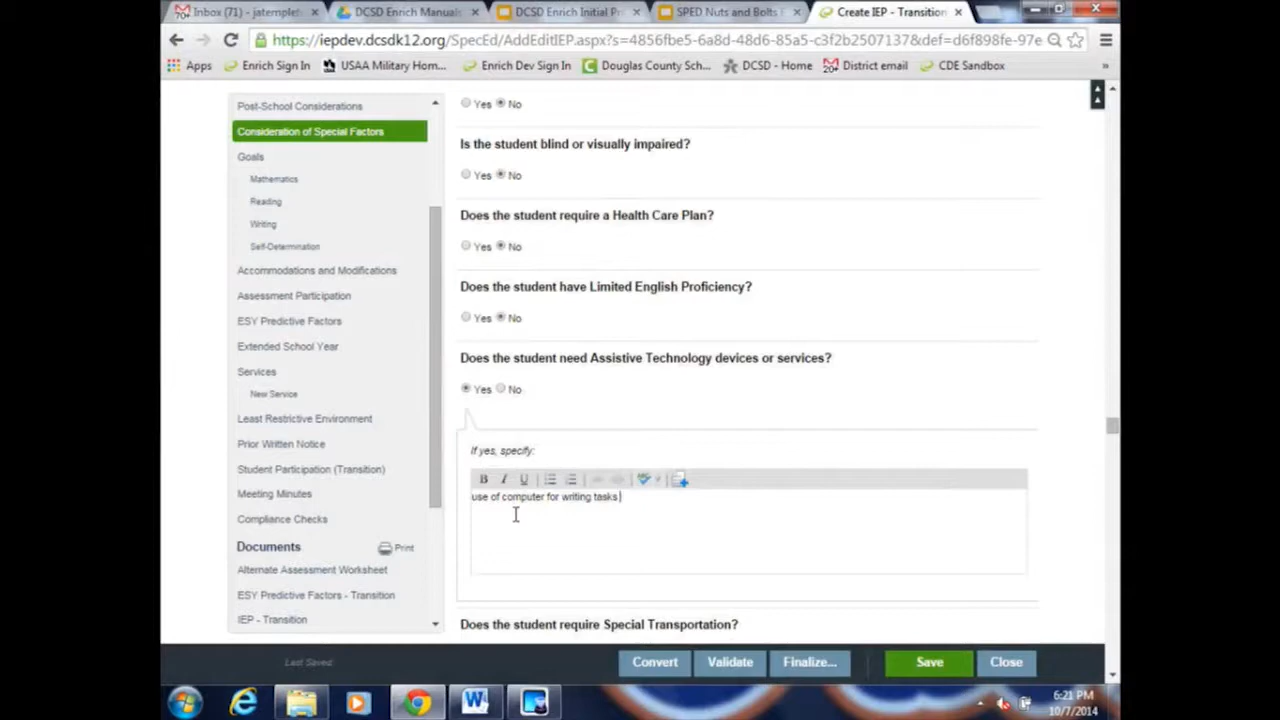 Inbox (71) - jatemplet
DCSD Enrich Manuals
DCSD Enrich Initial Pr
SPED Nuts and Bolts
Create IEP - Transition
https://iepdev.dcsdk12.org/SpecEd/AddEditIEP.aspx?s=4856fbe5-6a8d-48d6-85a5-c3f2b2507137&def=d6f898fe-97e
Apps
Enrich Sign In
USAA Military Hom...
Enrich Dev Sign In
Douglas County Sch...
DCSD - Home
District email
CDE Sandbox
Post-School Considerations
Consideration of Special Factors
Goals
Mathematics
Reading
Writing
Self-Determination
Accommodations and Modifications
Assessment Participation
ESY Predictive Factors
Extended School Year
Services
New Service
Least Restrictive Environment
Prior Written Notice
Student Participation (Transition)
Meeting Minutes
Compliance Checks
Documents Print
Alternate Assessment Worksheet
ESY Predictive Factors - Transition
IEP - Transition
Yes No
Is the student blind or visually impaired?
Yes No
Does the student require a Health Care Plan?
Yes No
Does the student have Limited English Proficiency?
Yes No
Does the student need Assistive Technology devices or services?
Yes No
If yes, specify:
B I U
use of computer for writing tasks
Does the student require Special Transportation?
Last Saved
Convert Validate Finalize... Save Close
6:21 PM
10/7/2014